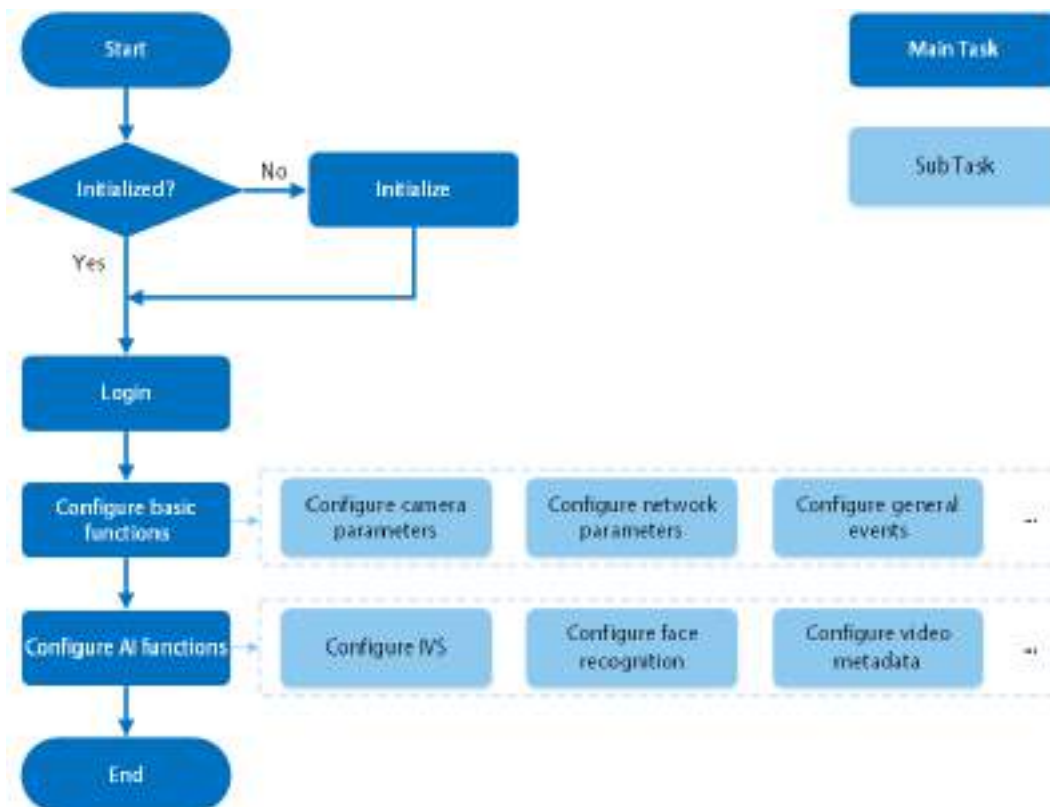 Start
Main Task
Sub Task
Initialized?
No
Initialize
Yes
Login
Configure basic
functions
Configure camera
parameters
Configure network
parameters
Configure general
events
...
Configure AI functions
Configure IVS
Configure face
recognition
Configure video
metadata
...
End